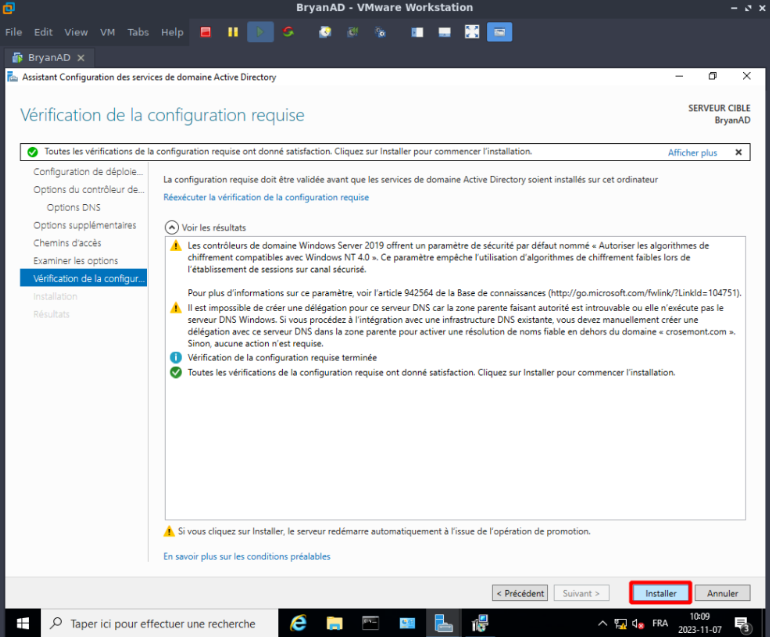 BryanAD - VMware Workstation
File Edit View VM Tabs Help
BryanAD
Assistant Configuration des services de domaine Active Directory
Vérification de la configuration requise
SERVEUR CIBLE
BryanAD
Toutes les vérifications de la configuration requise ont donné satisfaction. Cliquez sur Installer pour commencer l'installation.
Afficher plus
Configuration de déploie...
Options du contrôleur de...
Options DNS
Options supplémentaires
Chemins d'accès
Examiner les options
Vérification de la configur...
Installation
Résultats
La configuration requise doit être validée avant que les services de domaine Active Directory soient installés sur cet ordinateur
Réexécuter la vérification de la configuration requise
Voir les résultats
Les contrôleurs de domaine Windows Server 2019 offrent un paramètre de sécurité par défaut nommé « Autoriser les algorithmes de
chiffrement compatibles avec Windows NT 4.0 ». Ce paramètre empêche l'utilisation d'algorithmes de chiffrement faibles lors de
l'établissement de sessions sur canal sécurisé.
Pour plus d'informations sur ce paramètre, voir l'article 942564 de la Base de connaissances (http://go.microsoft.com/fwlink/?LinkId=104751).
Il est impossible de créer une délégation pour ce serveur DNS car la zone parente faisant autorité est introuvable ou elle n'exécute pas le
serveur DNS Windows. Si vous procédez à l'intégration avec une infrastructure DNS existante, vous devez manuellement créer une
délégation avec ce serveur DNS dans la zone parente pour activer une résolution de noms fiable en dehors du domaine « crosemont.com ».
Sinon, aucune action n'est requise.
Vérification de la configuration requise terminée
Toutes les vérifications de la configuration requise ont donné satisfaction. Cliquez sur Installer pour commencer l'installation.
Si vous cliquez sur Installer, le serveur redémarre automatiquement à l'issue de l'opération de promotion.
En savoir plus sur les conditions préalables
< Précédent
Suivant >
Installer
Annuler
Taper ici pour effectuer une recherche
FRA
10:09
2023-11-07
3